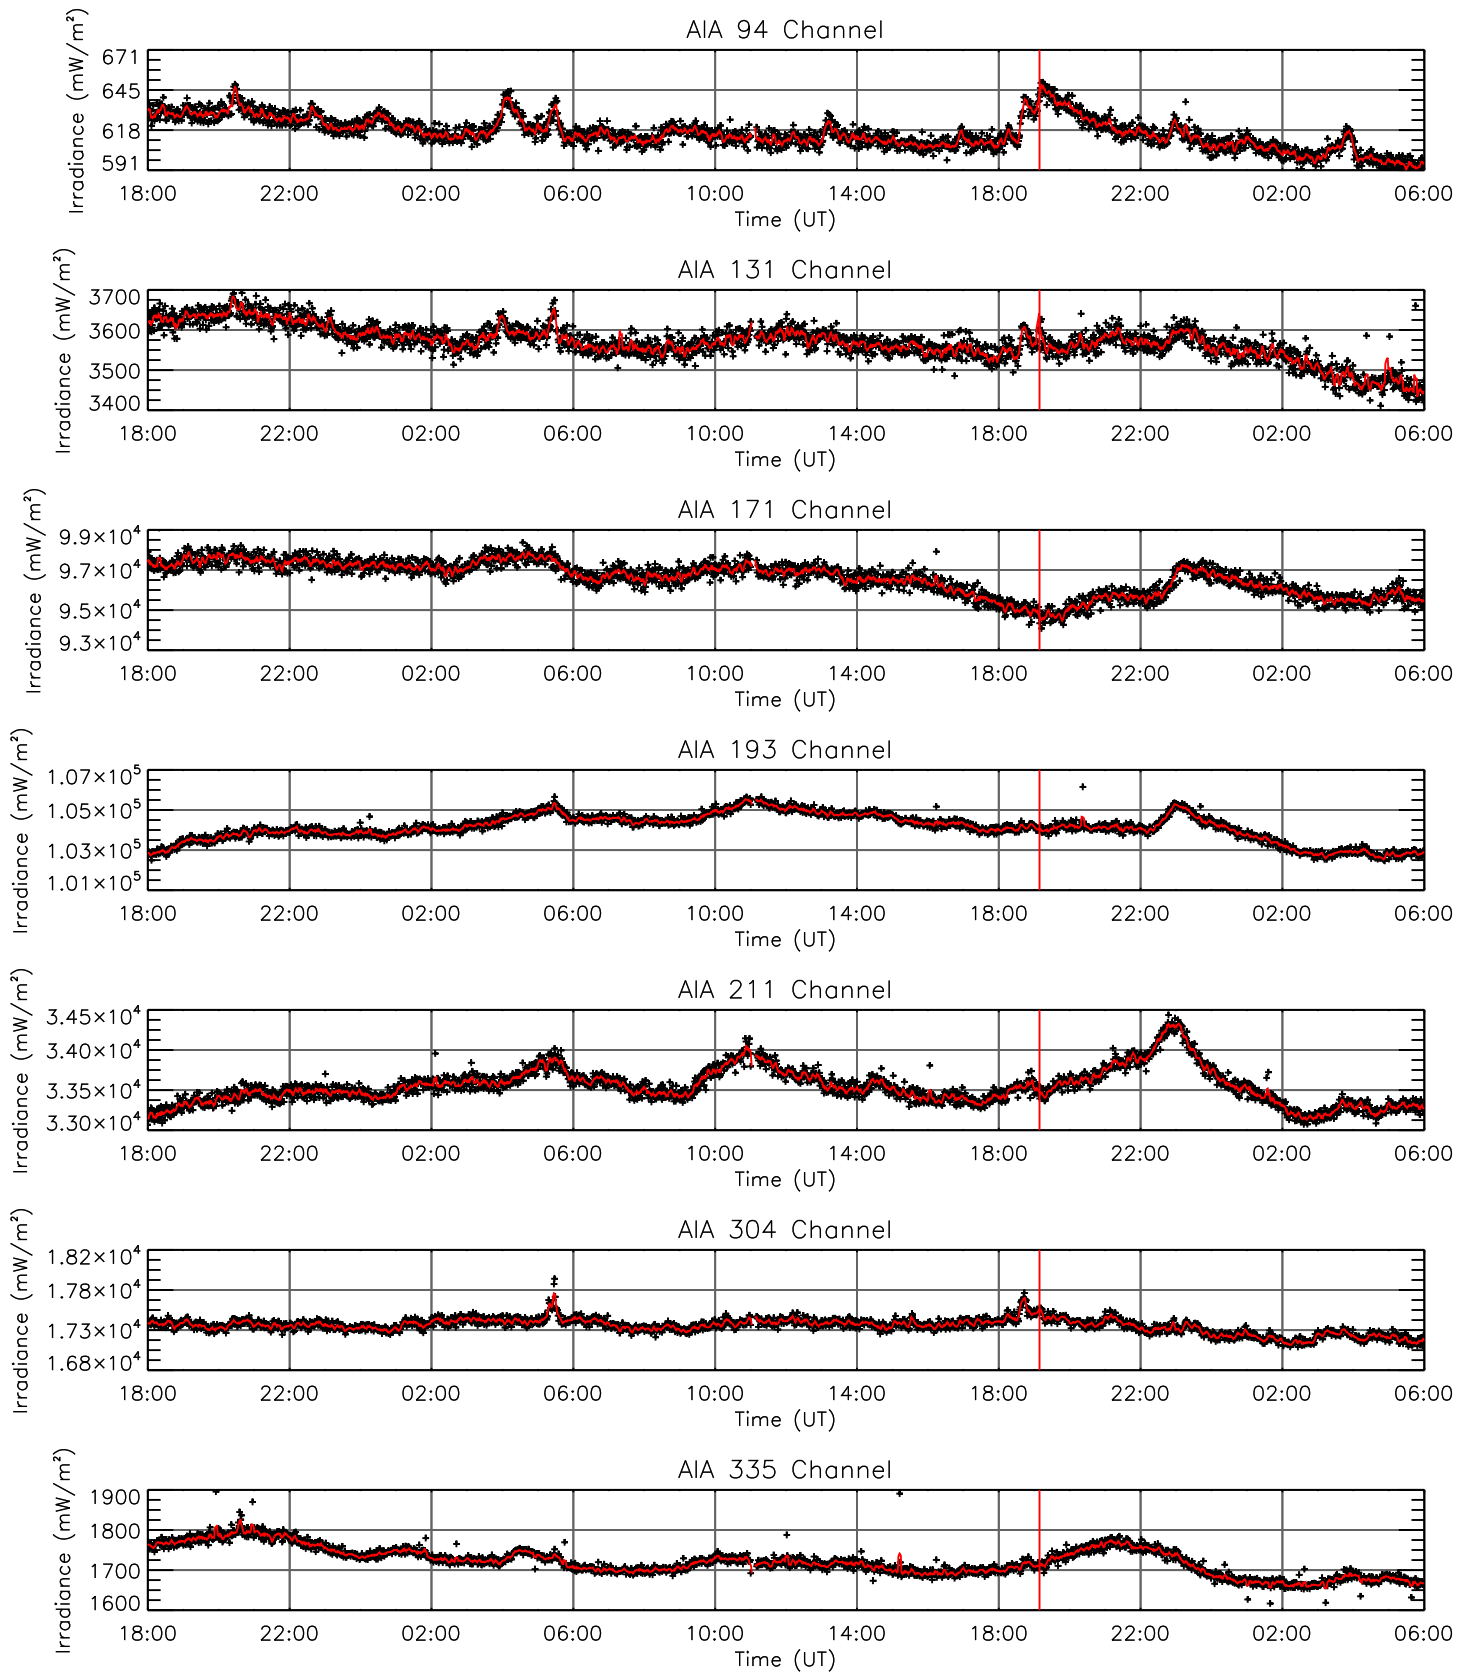 AIA 94 Channel
Irradiance (mW/m²)
671
645
618
591
18:00 22:00 02:00 06:00 10:00 14:00 18:00 22:00 02:00 06:00
Time (UT)
AIA 131 Channel
Irradiance (mW/m²)
3700
3600
3500
3400
18:00 22:00 02:00 06:00 10:00 14:00 18:00 22:00 02:00 06:00
Time (UT)
AIA 171 Channel
Irradiance (mW/m²)
9.9×10⁴
9.7×10⁴
9.5×10⁴
9.3×10⁴
18:00 22:00 02:00 06:00 10:00 14:00 18:00 22:00 02:00 06:00
Time (UT)
AIA 193 Channel
Irradiance (mW/m²)
1.07×10⁵
1.05×10⁵
1.03×10⁵
1.01×10⁵
18:00 22:00 02:00 06:00 10:00 14:00 18:00 22:00 02:00 06:00
Time (UT)
AIA 211 Channel
Irradiance (mW/m²)
3.45×10⁴
3.40×10⁴
3.35×10⁴
3.30×10⁴
18:00 22:00 02:00 06:00 10:00 14:00 18:00 22:00 02:00 06:00
Time (UT)
AIA 304 Channel
Irradiance (mW/m²)
1.82×10⁴
1.78×10⁴
1.73×10⁴
1.68×10⁴
18:00 22:00 02:00 06:00 10:00 14:00 18:00 22:00 02:00 06:00
Time (UT)
AIA 335 Channel
Irradiance (mW/m²)
1900
1800
1700
1600
18:00 22:00 02:00 06:00 10:00 14:00 18:00 22:00 02:00 06:00
Time (UT)